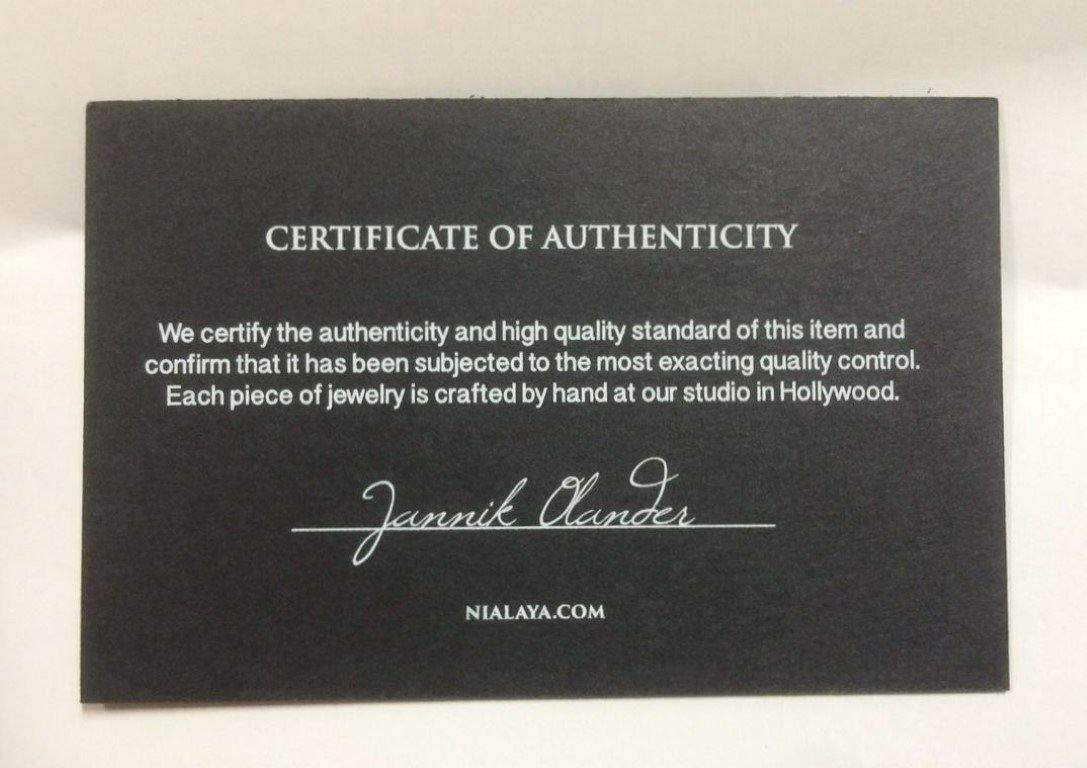 CERTIFICATE OF AUTHENTICITY
We certify the authenticity and high quality standard of this item and
confirm that it has been subjected to the most exacting quality control.
Each piece of jewelry is crafted by hand at our studio in Hollywood.
Jannik Olander
NIALAYA.COM